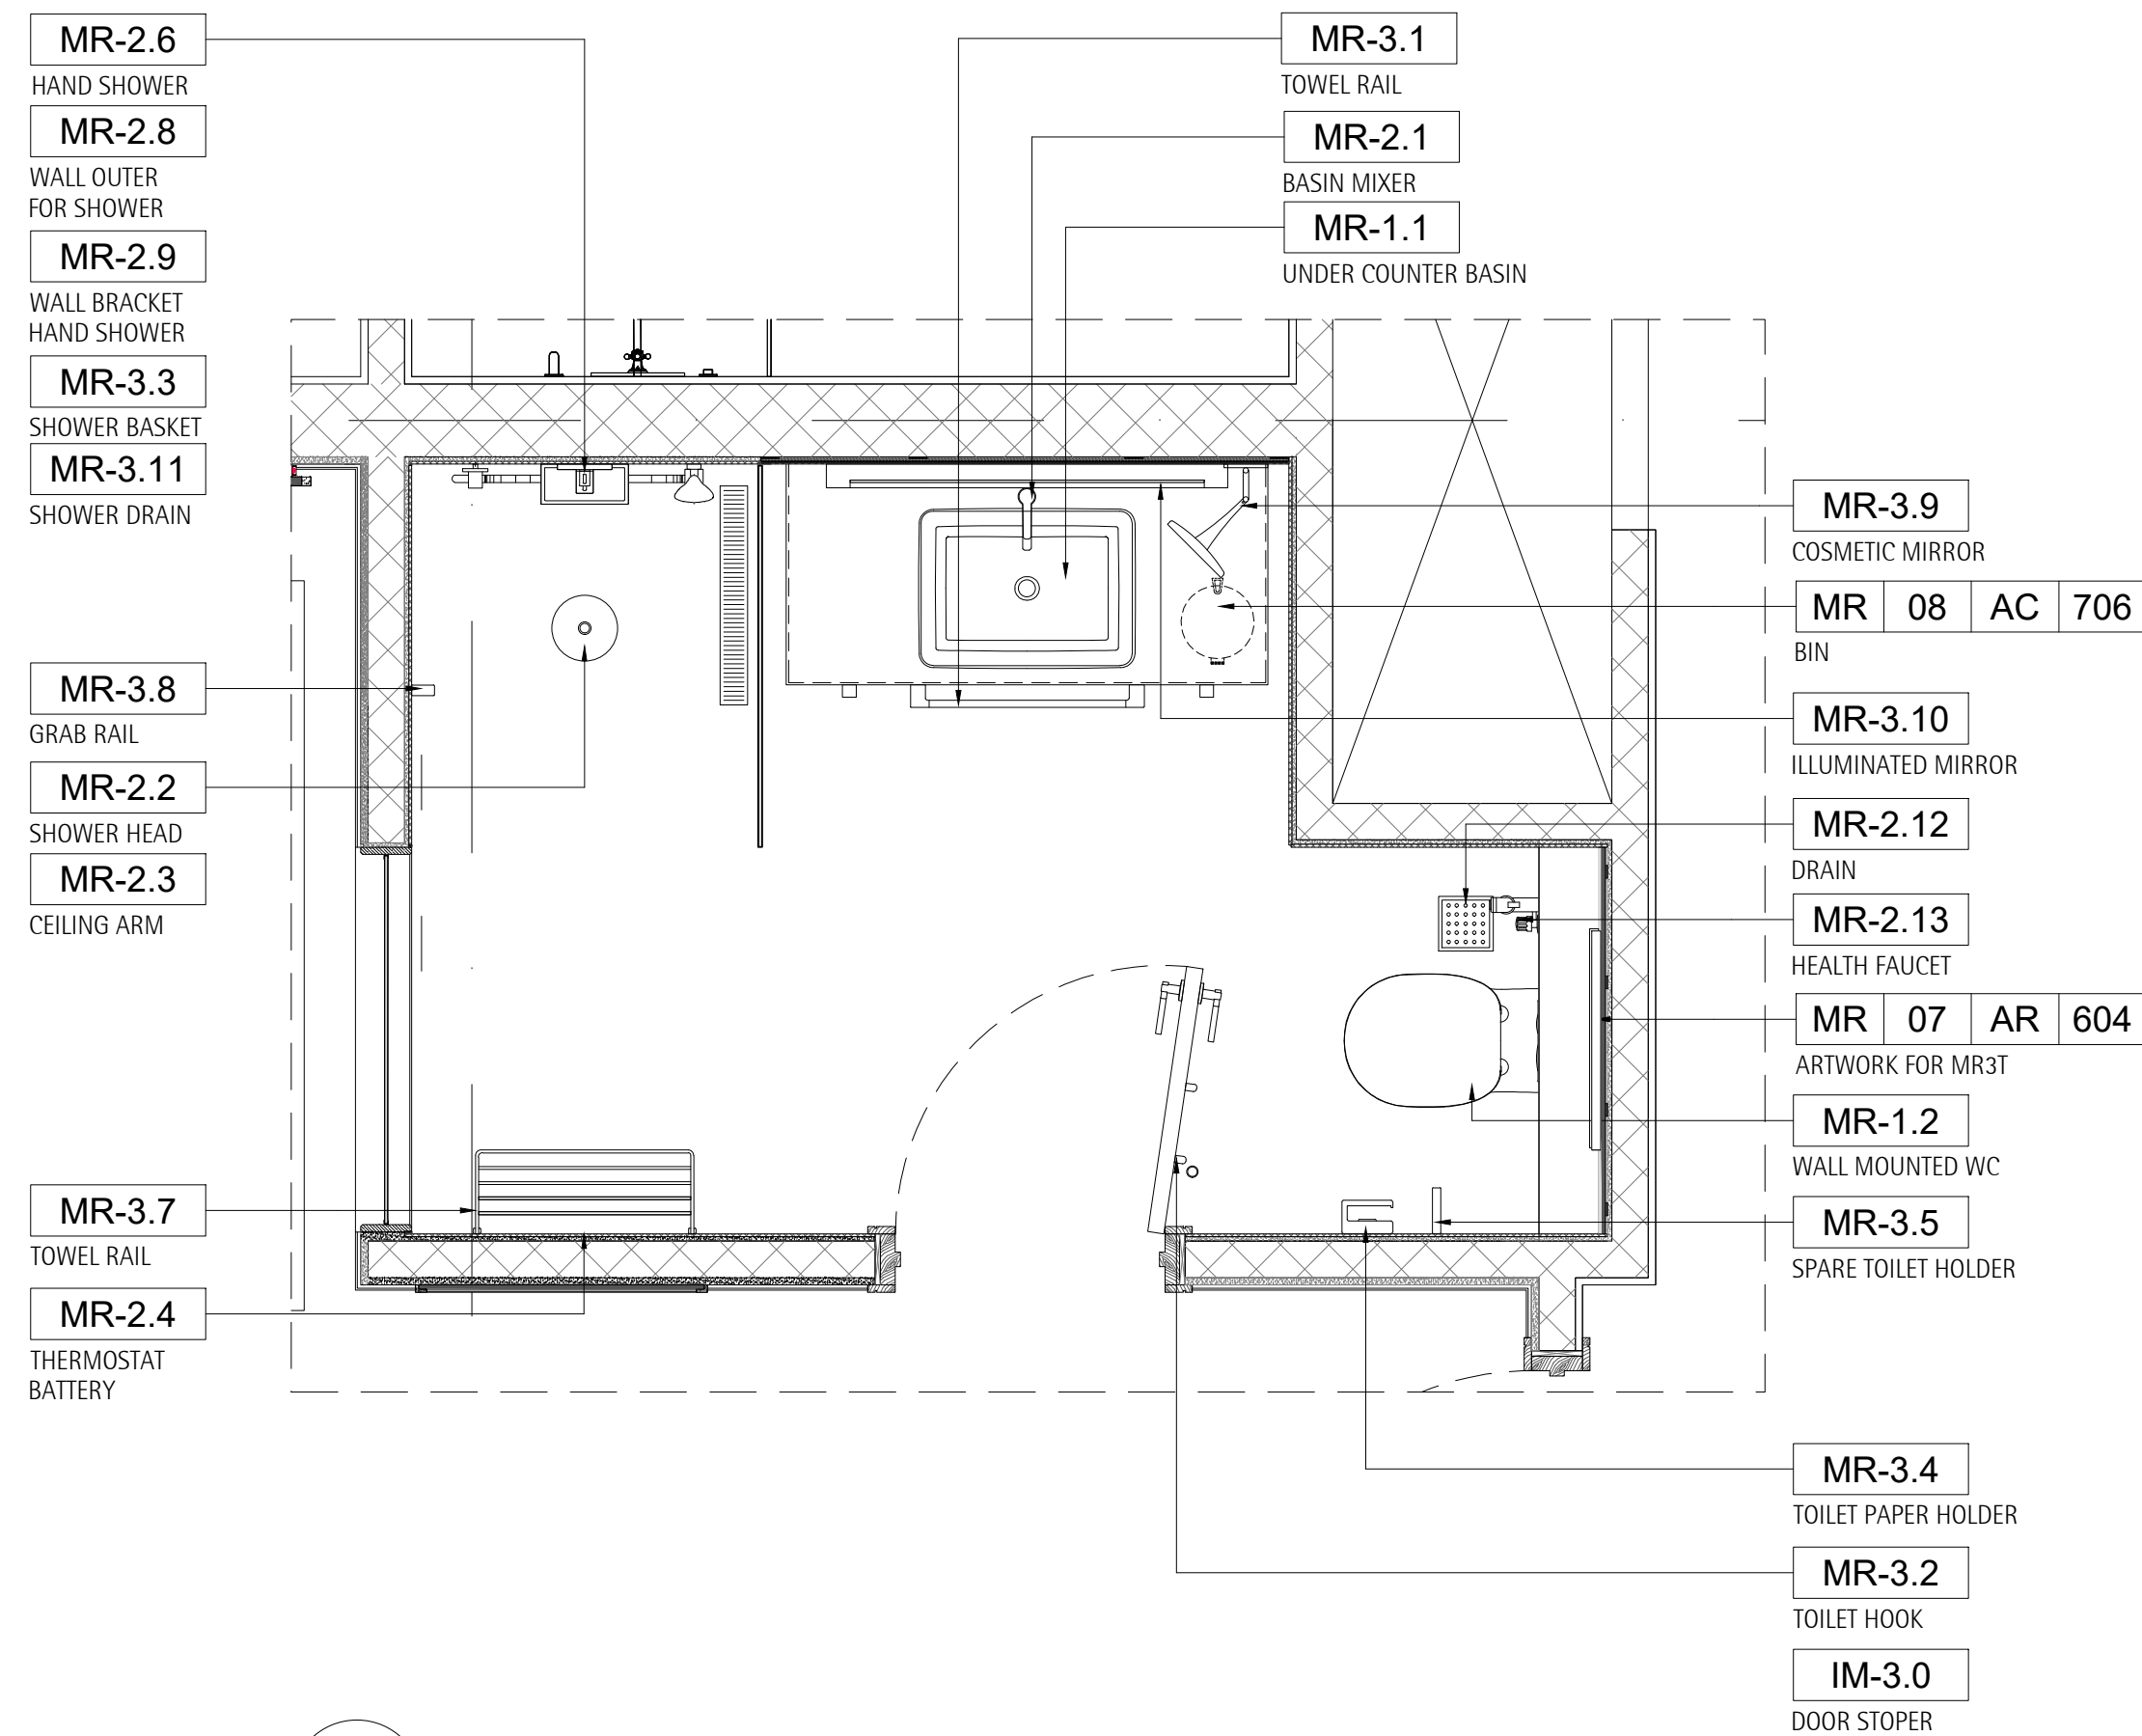 MR-2.6
HAND SHOWER
MR-2.8
WALL OUTER
FOR SHOWER
MR-2.9
WALL BRACKET
HAND SHOWER
MR-3.3
SHOWER BASKET
MR-3.11
SHOWER DRAIN
MR-3.8
GRAB RAIL
MR-2.2
SHOWER HEAD
MR-2.3
CEILING ARM
MR-3.7
TOWEL RAIL
MR-2.4
THERMOSTAT
BATTERY
MR-3.1
TOWEL RAIL
MR-2.1
BASIN MIXER
MR-1.1
UNDER COUNTER BASIN
MR-3.9
COSMETIC MIRROR
MR 08 AC 706
BIN
MR-3.10
ILLUMINATED MIRROR
MR-2.12
DRAIN
MR-2.13
HEALTH FAUCET
MR 07 AR 604
ARTWORK FOR MR3T
MR-1.2
WALL MOUNTED WC
MR-3.5
SPARE TOILET HOLDER
MR-3.4
TOILET PAPER HOLDER
MR-3.2
TOILET HOOK
IM-3.0
DOOR STOPER